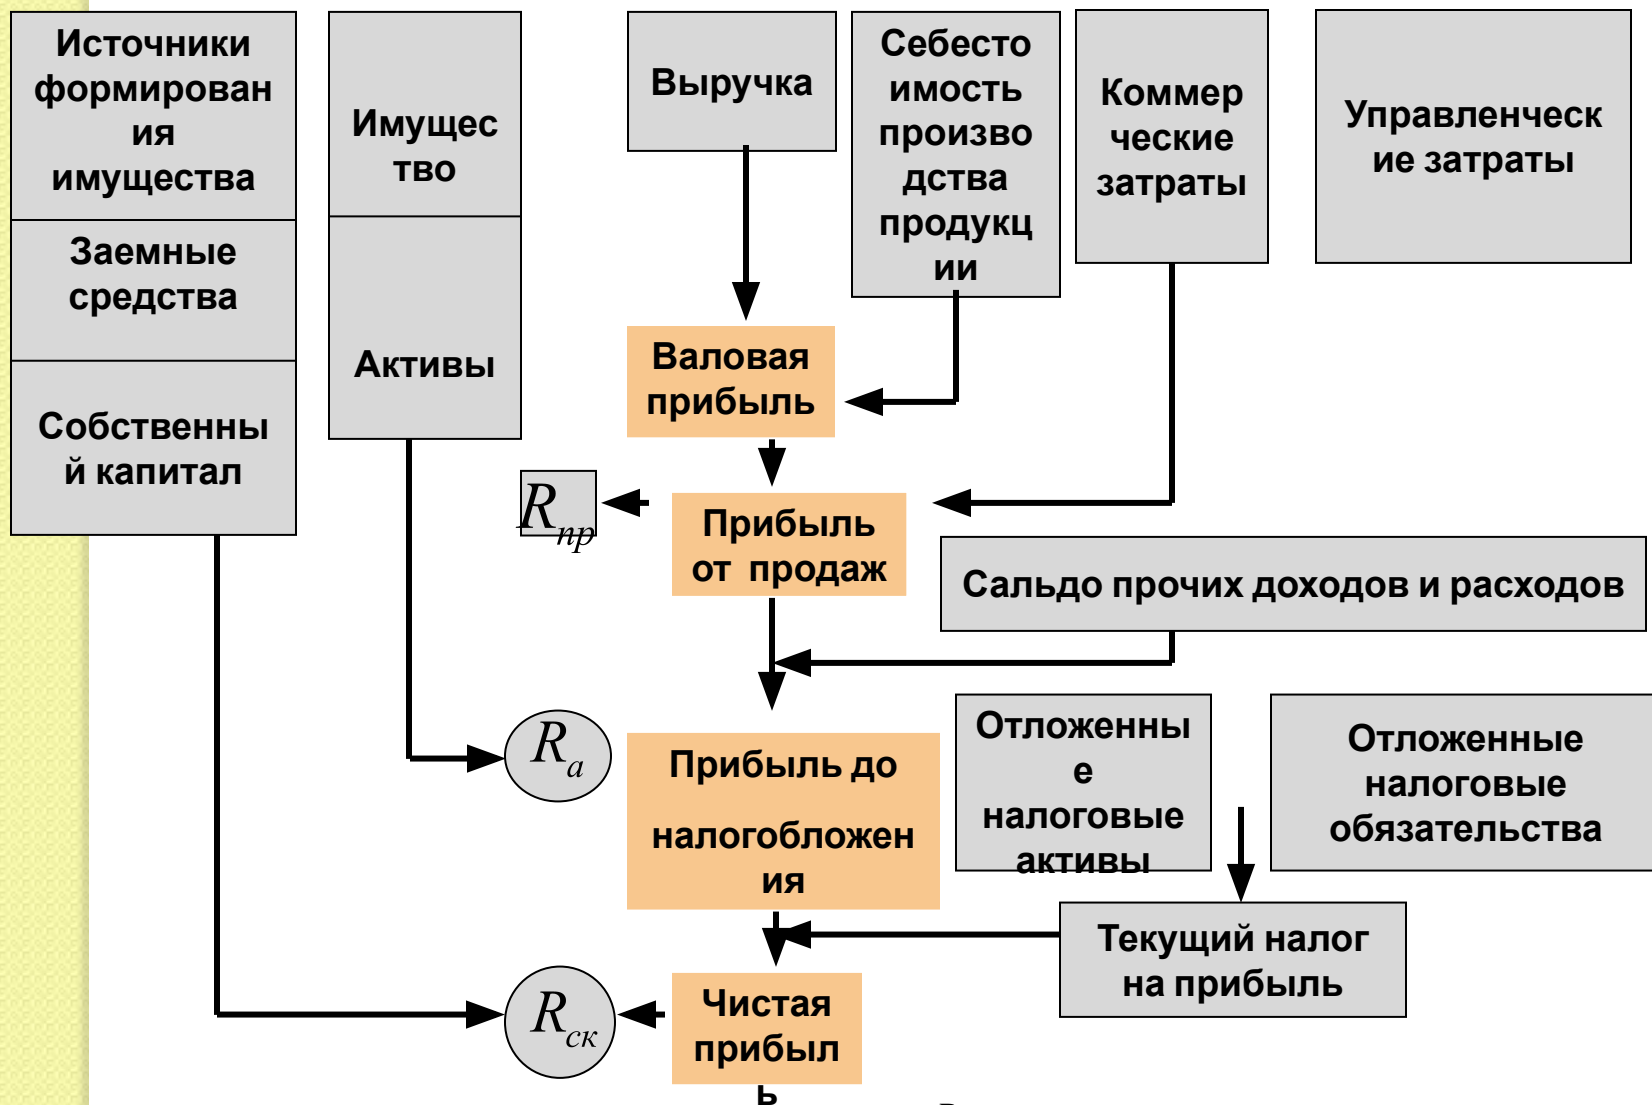 Источники
формирован
ия
имущества
Заемные
средства
Собственны
й капитал
Имущес
тво
Активы
Выручка
Себесто
имость
произво
дства
продукц
ии
Коммер
ческие
затраты
Управленческ
ие затраты
Валовая
прибыль
R пр
Прибыль
от продаж
Сальдо прочих доходов и расходов
R а
Прибыль до
налогобложен
ия
Отложенны
е
налоговые
активы
Отложенные
налоговые
обязательства
Текущий налог
на прибыль
R ск
Чистая
прибыл
ь